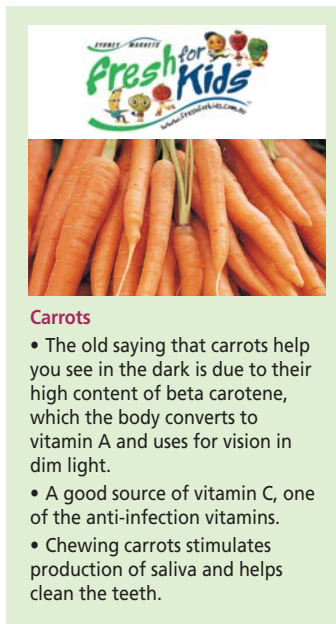 SYDNEY MARKETS
fresh for
Kids
www.freshforkids.com.au
Carrots
• The old saying that carrots help
you see in the dark is due to their
high content of beta carotene,
which the body converts to
vitamin A and uses for vision in
dim light.
• A good source of vitamin C, one
of the anti-infection vitamins.
• Chewing carrots stimulates
production of saliva and helps
clean the teeth.